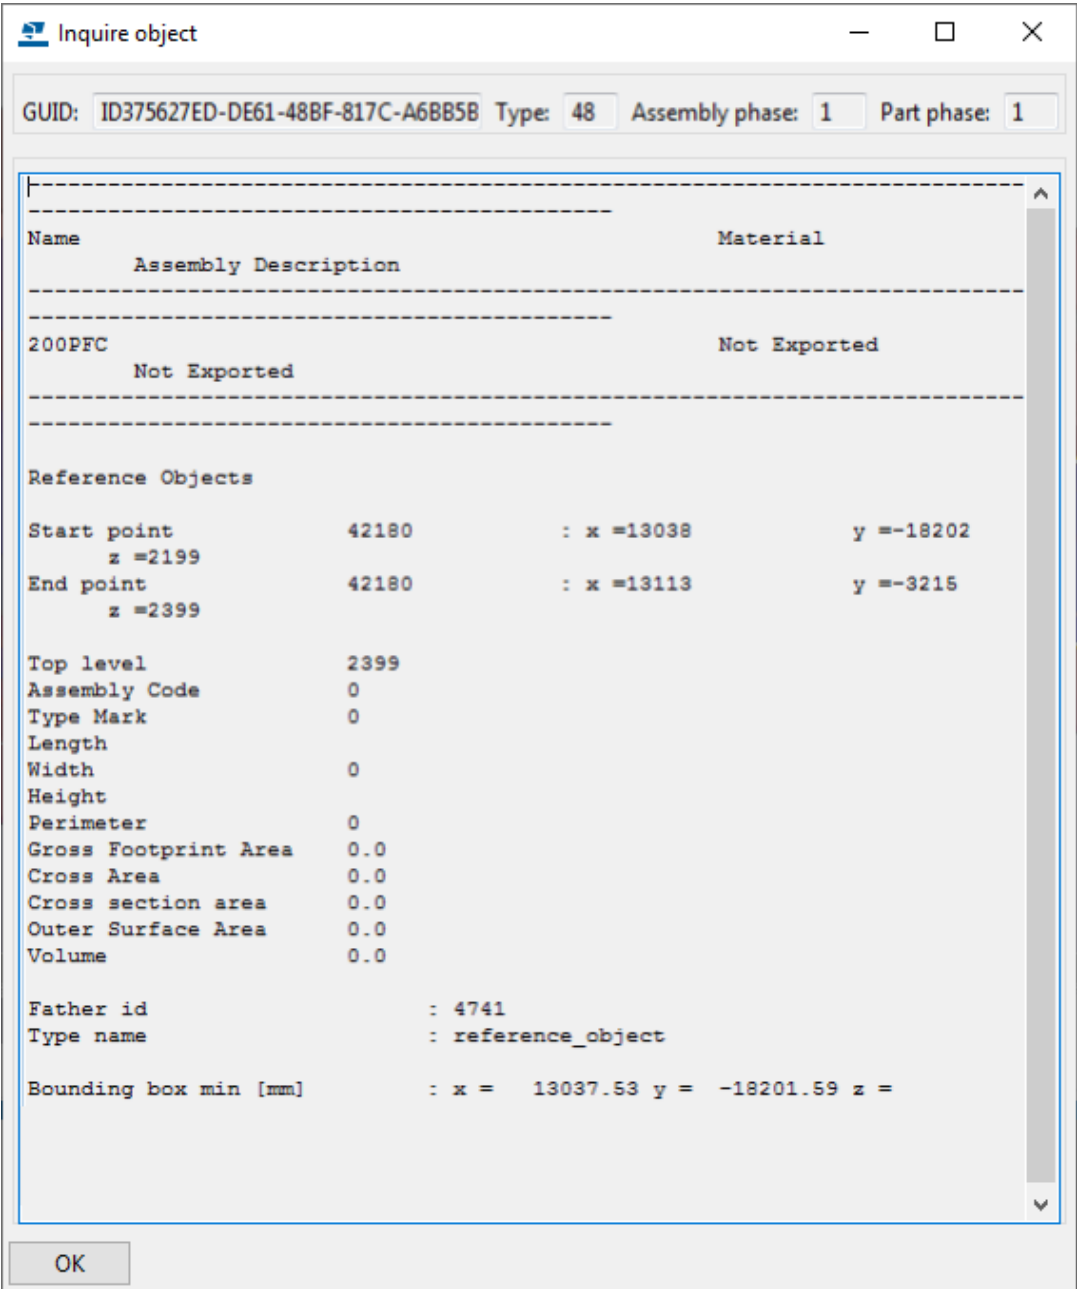 Inquire object
GUID: ID375627ED-DE61-48BF-817C-A6BB5B Type: 48 Assembly phase: 1 Part phase: 1
---------------------------------------------------------------------------
--------------------------------------------
Name Material
Assembly Description
---------------------------------------------------------------------------
--------------------------------------------
200PFC Not Exported
Not Exported
---------------------------------------------------------------------------
--------------------------------------------
Reference Objects
Start point 42180 : x =13038 y =-18202
z =2199
End point 42180 : x =13113 y =-3215
z =2399
Top level 2399
Assembly Code 0
Type Mark 0
Length
Width 0
Height
Perimeter 0
Gross Footprint Area 0.0
Cross Area 0.0
Cross section area 0.0
Outer Surface Area 0.0
Volume 0.0
Father id : 4741
Type name : reference_object
Bounding box min [mm] : x = 13037.53 y = -18201.59 z =
OK